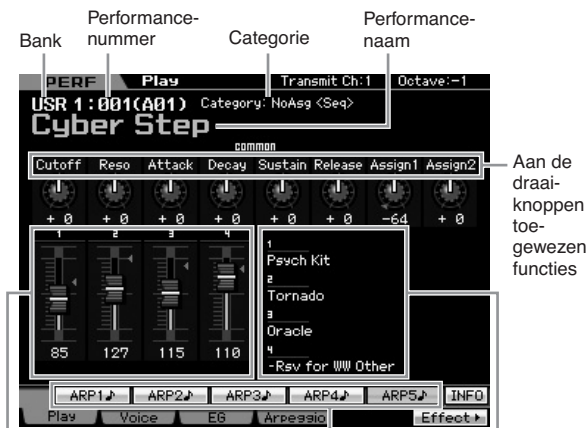 Bank
Performance-
nummer
Categorie
Performance-
naam
PERF Play Transmit Ch:1 Octave:-1
USR 1:001(A01) Category: NoAsg <Seq>
Cyber Step
common
Cutoff Reso Attack Decay Sustain Release Assign1 Assign2
+ 0 + 0 + 0 + 0 + 0 + 0 -64 + 0
Aan de
draai-
knoppen
toe-
gewezen
functies
1 2 3 4
85 127 115 110
1
Psych Kit
2
Tornado
3
Oracle
4
-Rsv for WW Other
ARP1♪ ARP2♪ ARP3♪ ARP4♪ ARP5♪ INFO
Play Voice EG Arpeggio Effect▶